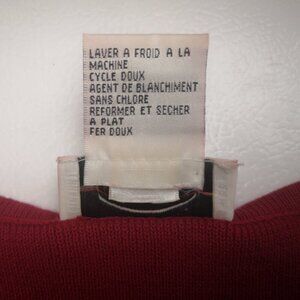 LAVER A FROID A LA
MACHINE
CYCLE DOUX
AGENT DE BLANCHIMENT
SANS CHLORE
REFORMER ET SECHER
A PLAT
FER DOUX